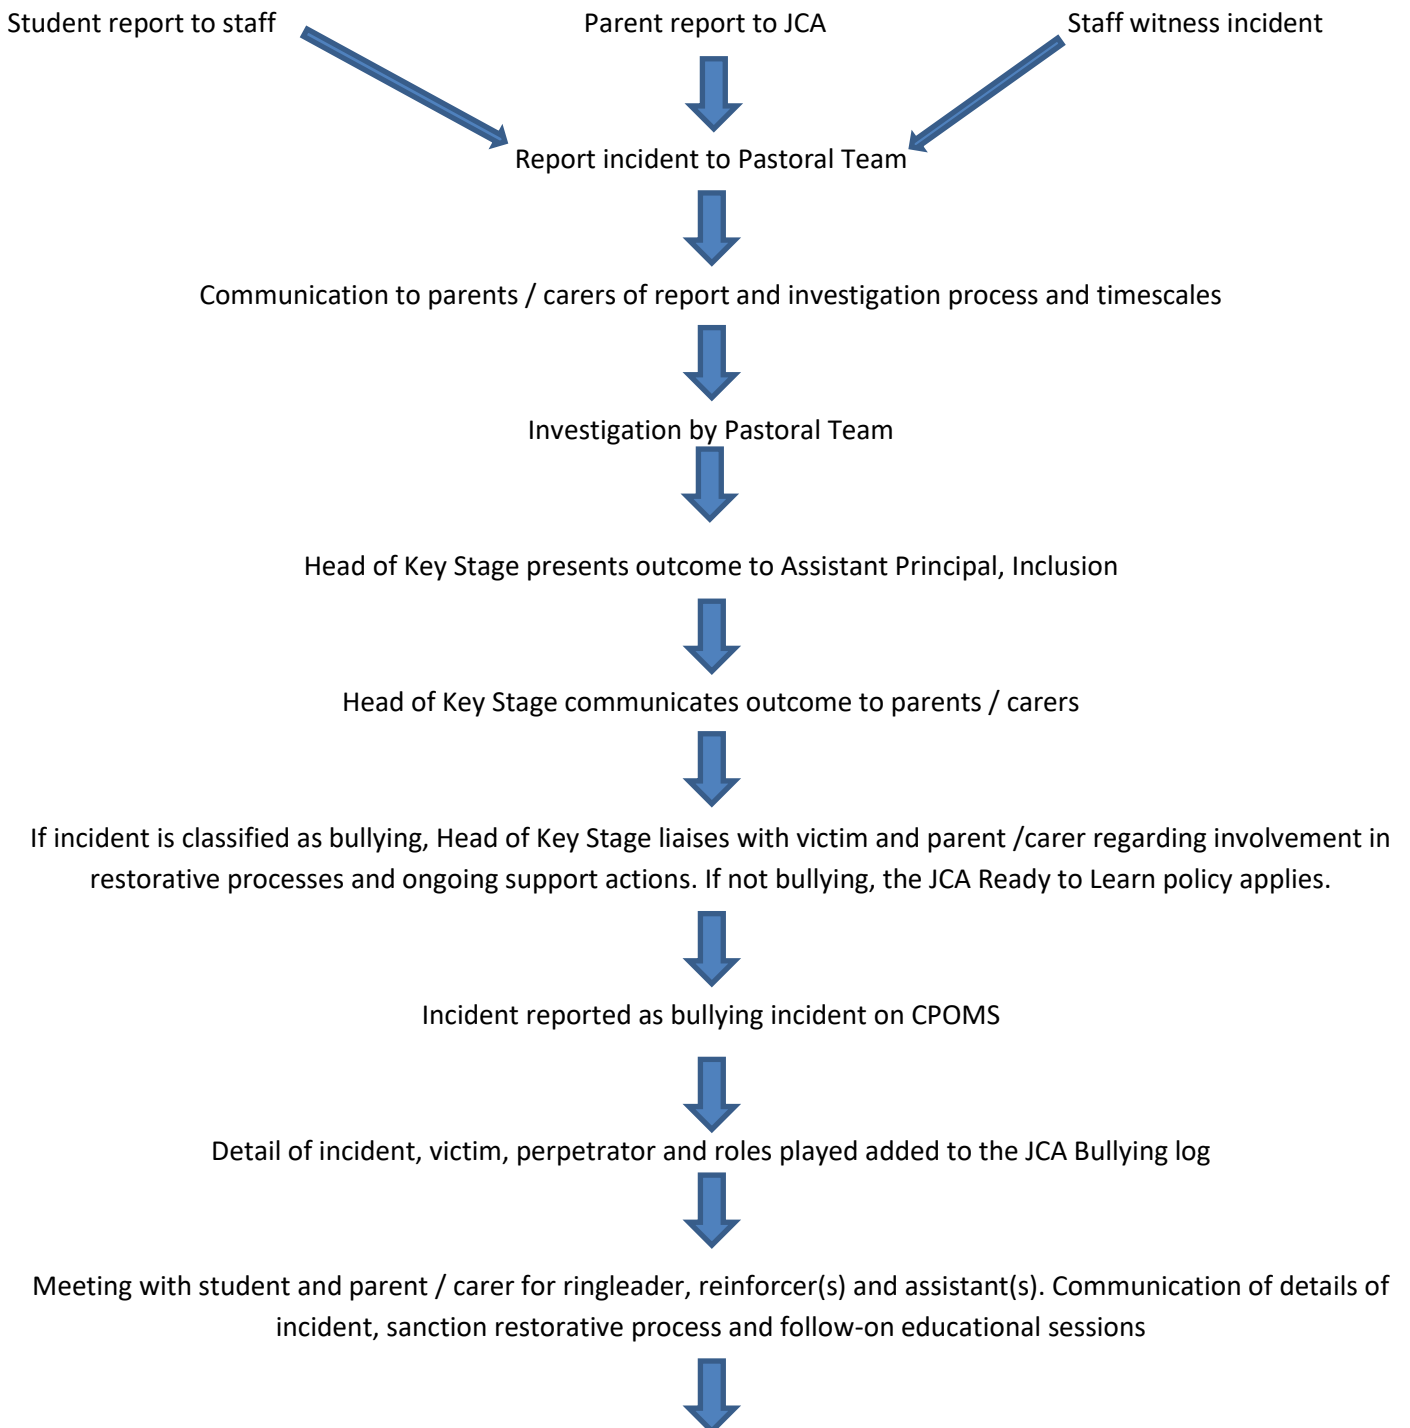 Student report to staff
Parent report to JCA
Staff witness incident
Report incident to Pastoral Team
Communication to parents / carers of report and investigation process and timescales
Investigation by Pastoral Team
Head of Key Stage presents outcome to Assistant Principal, Inclusion
Head of Key Stage communicates outcome to parents / carers
If incident is classified as bullying, Head of Key Stage liaises with victim and parent /carer regarding involvement in
restorative processes and ongoing support actions. If not bullying, the JCA Ready to Learn policy applies.
Incident reported as bullying incident on CPOMS
Detail of incident, victim, perpetrator and roles played added to the JCA Bullying log
Meeting with student and parent / carer for ringleader, reinforcer(s) and assistant(s). Communication of details of
incident, sanction restorative process and follow-on educational sessions